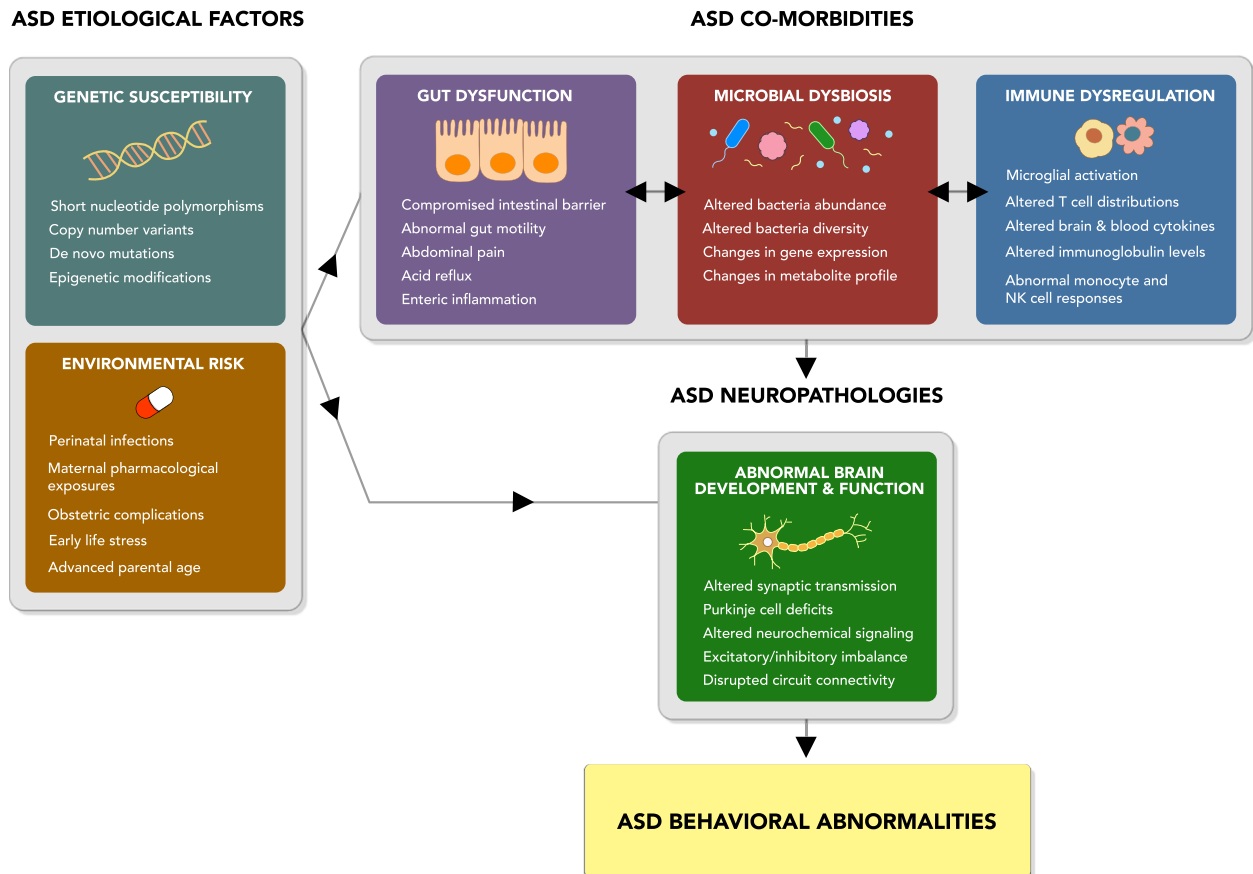 ASD ETIOLOGICAL FACTORS
GENETIC SUSCEPTIBILITY
Short nucleotide polymorphisms
Copy number variants
De novo mutations
Epigenetic modifications
ENVIRONMENTAL RISK
Perinatal infections
Maternal pharmacological
exposures
Obstetric complications
Early life stress
Advanced parental age
ASD CO-MORBIDITIES
GUT DYSFUNCTION
Compromised intestinal barrier
Abnormal gut motility
Abdominal pain
Acid reflux
Enteric inflammation
MICROBIAL DYSBIOSIS
Altered bacteria abundance
Altered bacteria diversity
Changes in gene expression
Changes in metabolite profile
IMMUNE DYSREGULATION
Microglial activation
Altered T cell distributions
Altered brain & blood cytokines
Altered immunoglobulin levels
Abnormal monocyte and
NK cell responses
ASD NEUROPATHOLOGIES
ABNORMAL BRAIN
DEVELOPMENT & FUNCTION
Altered synaptic transmission
Purkinje cell deficits
Altered neurochemical signaling
Excitatory/inhibitory imbalance
Disrupted circuit connectivity
ASD BEHAVIORAL ABNORMALITIES